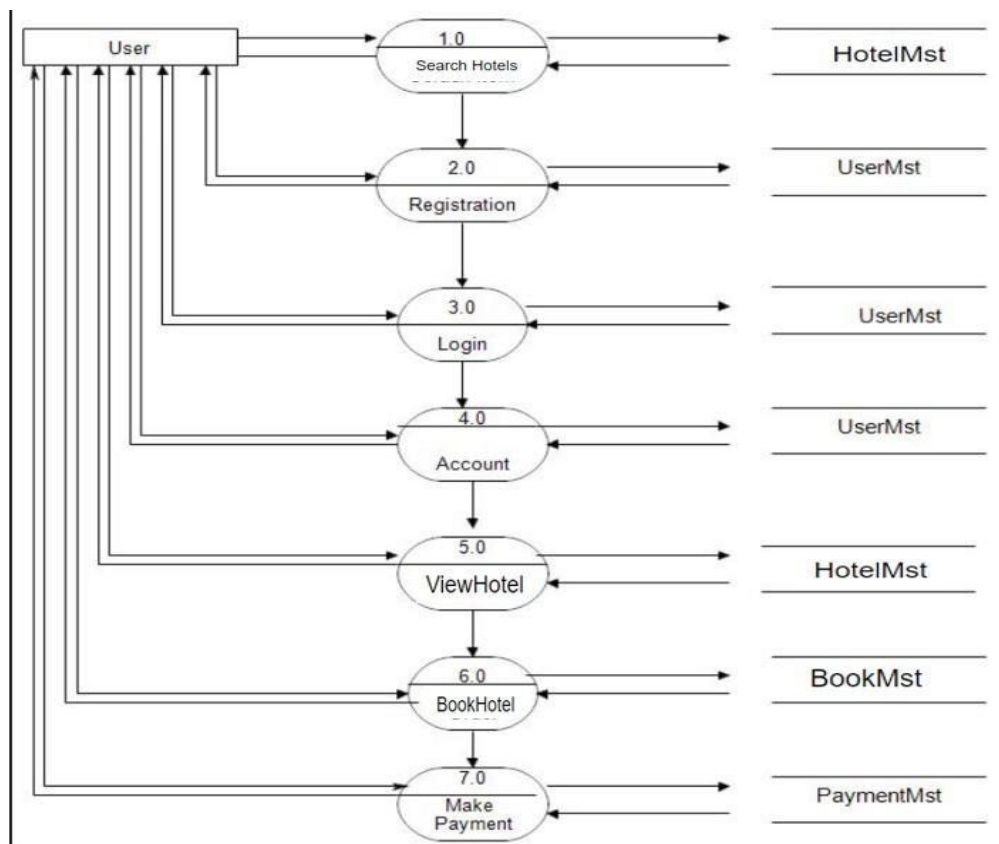 User
1.0
Search Hotels
HotelMst
2.0
Registration
UserMst
3.0
Login
UserMst
4.0
Account
UserMst
5.0
ViewHotel
HotelMst
6.0
BookHotel
BookMst
7.0
Make
Payment
PaymentMst